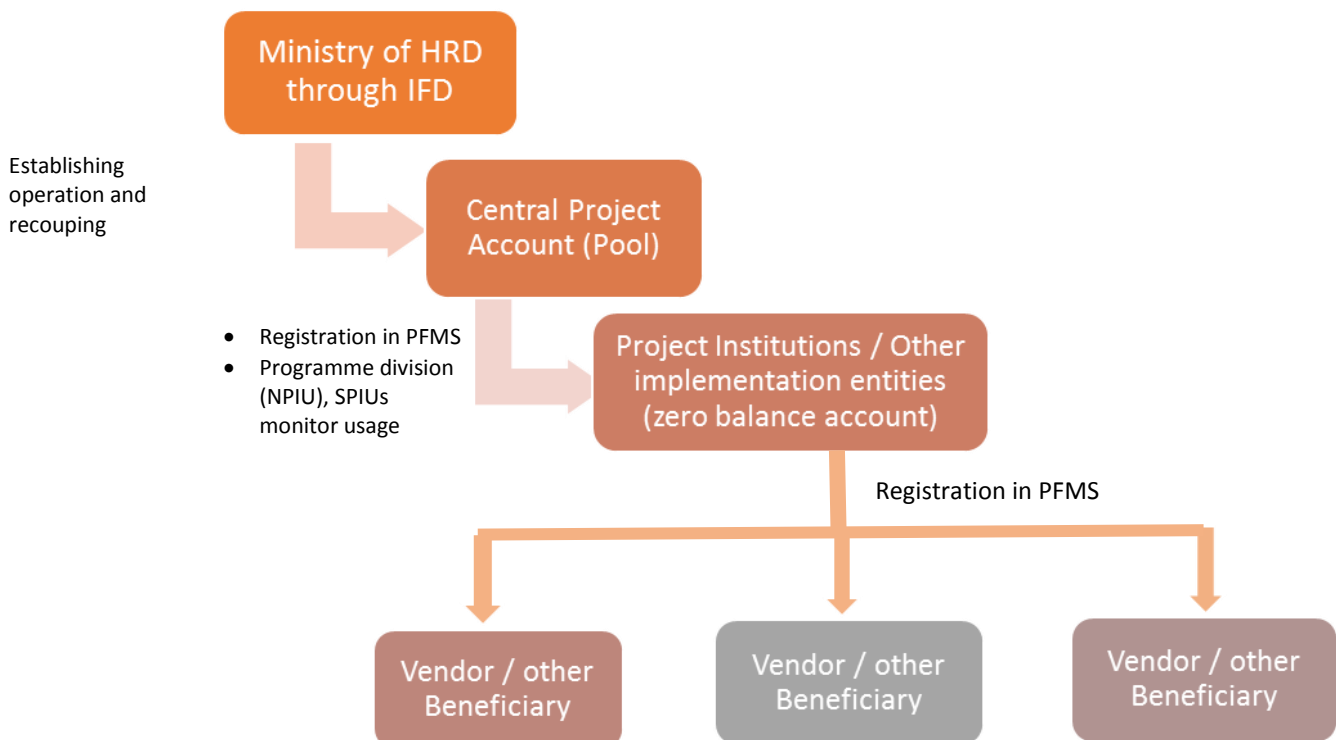 Ministry of HRD
through IFD
Establishing
operation and
recouping
Central Project
Account (Pool)
• Registration in PFMS
• Programme division
(NPIU), SPIUs
monitor usage
Project Institutions / Other
implementation entities
(zero balance account)
Registration in PFMS
Vendor / other
Beneficiary
Vendor / other
Beneficiary
Vendor / other
Beneficiary